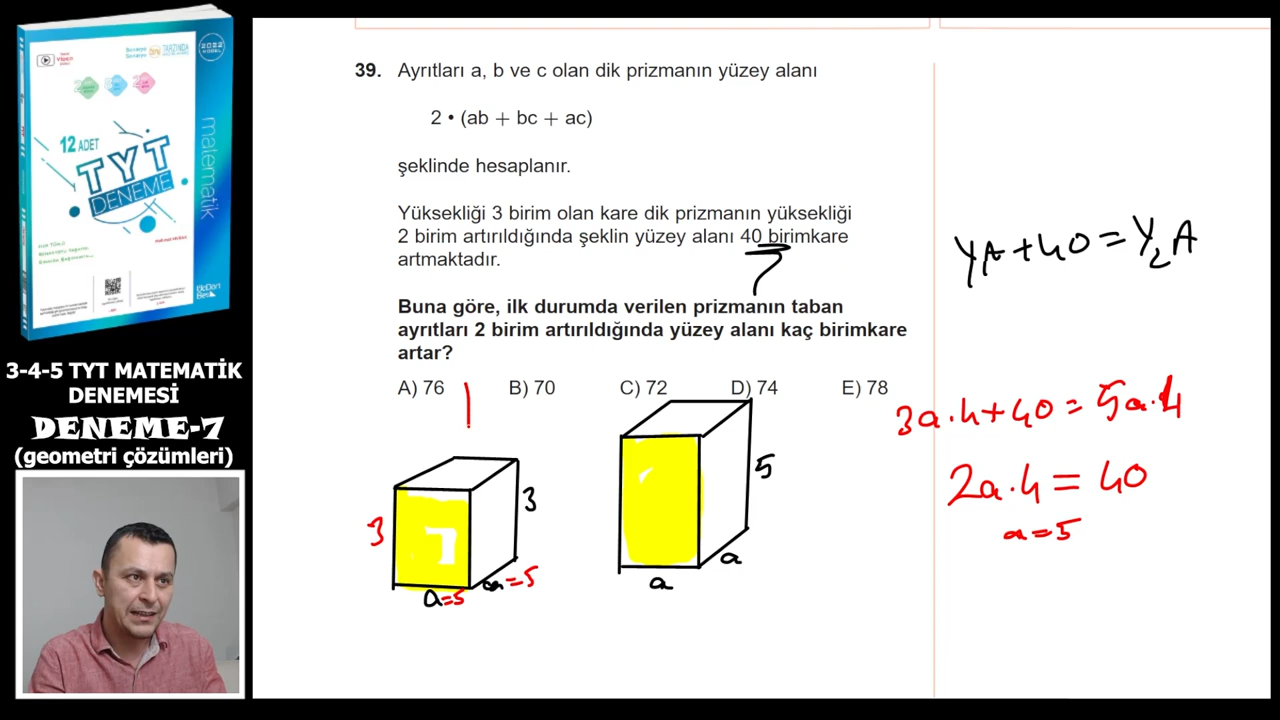 2022
MODEL
12 ADET
TYT
DENEME
matematik
3-4-5 TYT MATEMATİK
DENEMESİ
DENEME-7
(geometri çözümleri)
39. Ayrıtları a, b ve c olan dik prizmanın yüzey alanı
2 • (ab + bc + ac)
şeklinde hesaplanır.
Yüksekliği 3 birim olan kare dik prizmanın yüksekliği
2 birim artırıldığında şeklin yüzey alanı 40 birimkare
artmaktadır.
Buna göre, ilk durumda verilen prizmanın taban
ayrıtları 2 birim artırıldığında yüzey alanı kaç birimkare
artar?
A) 76 B) 70 C) 72 D) 74 E) 78
3
3
a=5
a=5
5
a
a
7
YA+40=Y2A
3a.4+40=5a.4
2a.4=40
a=5